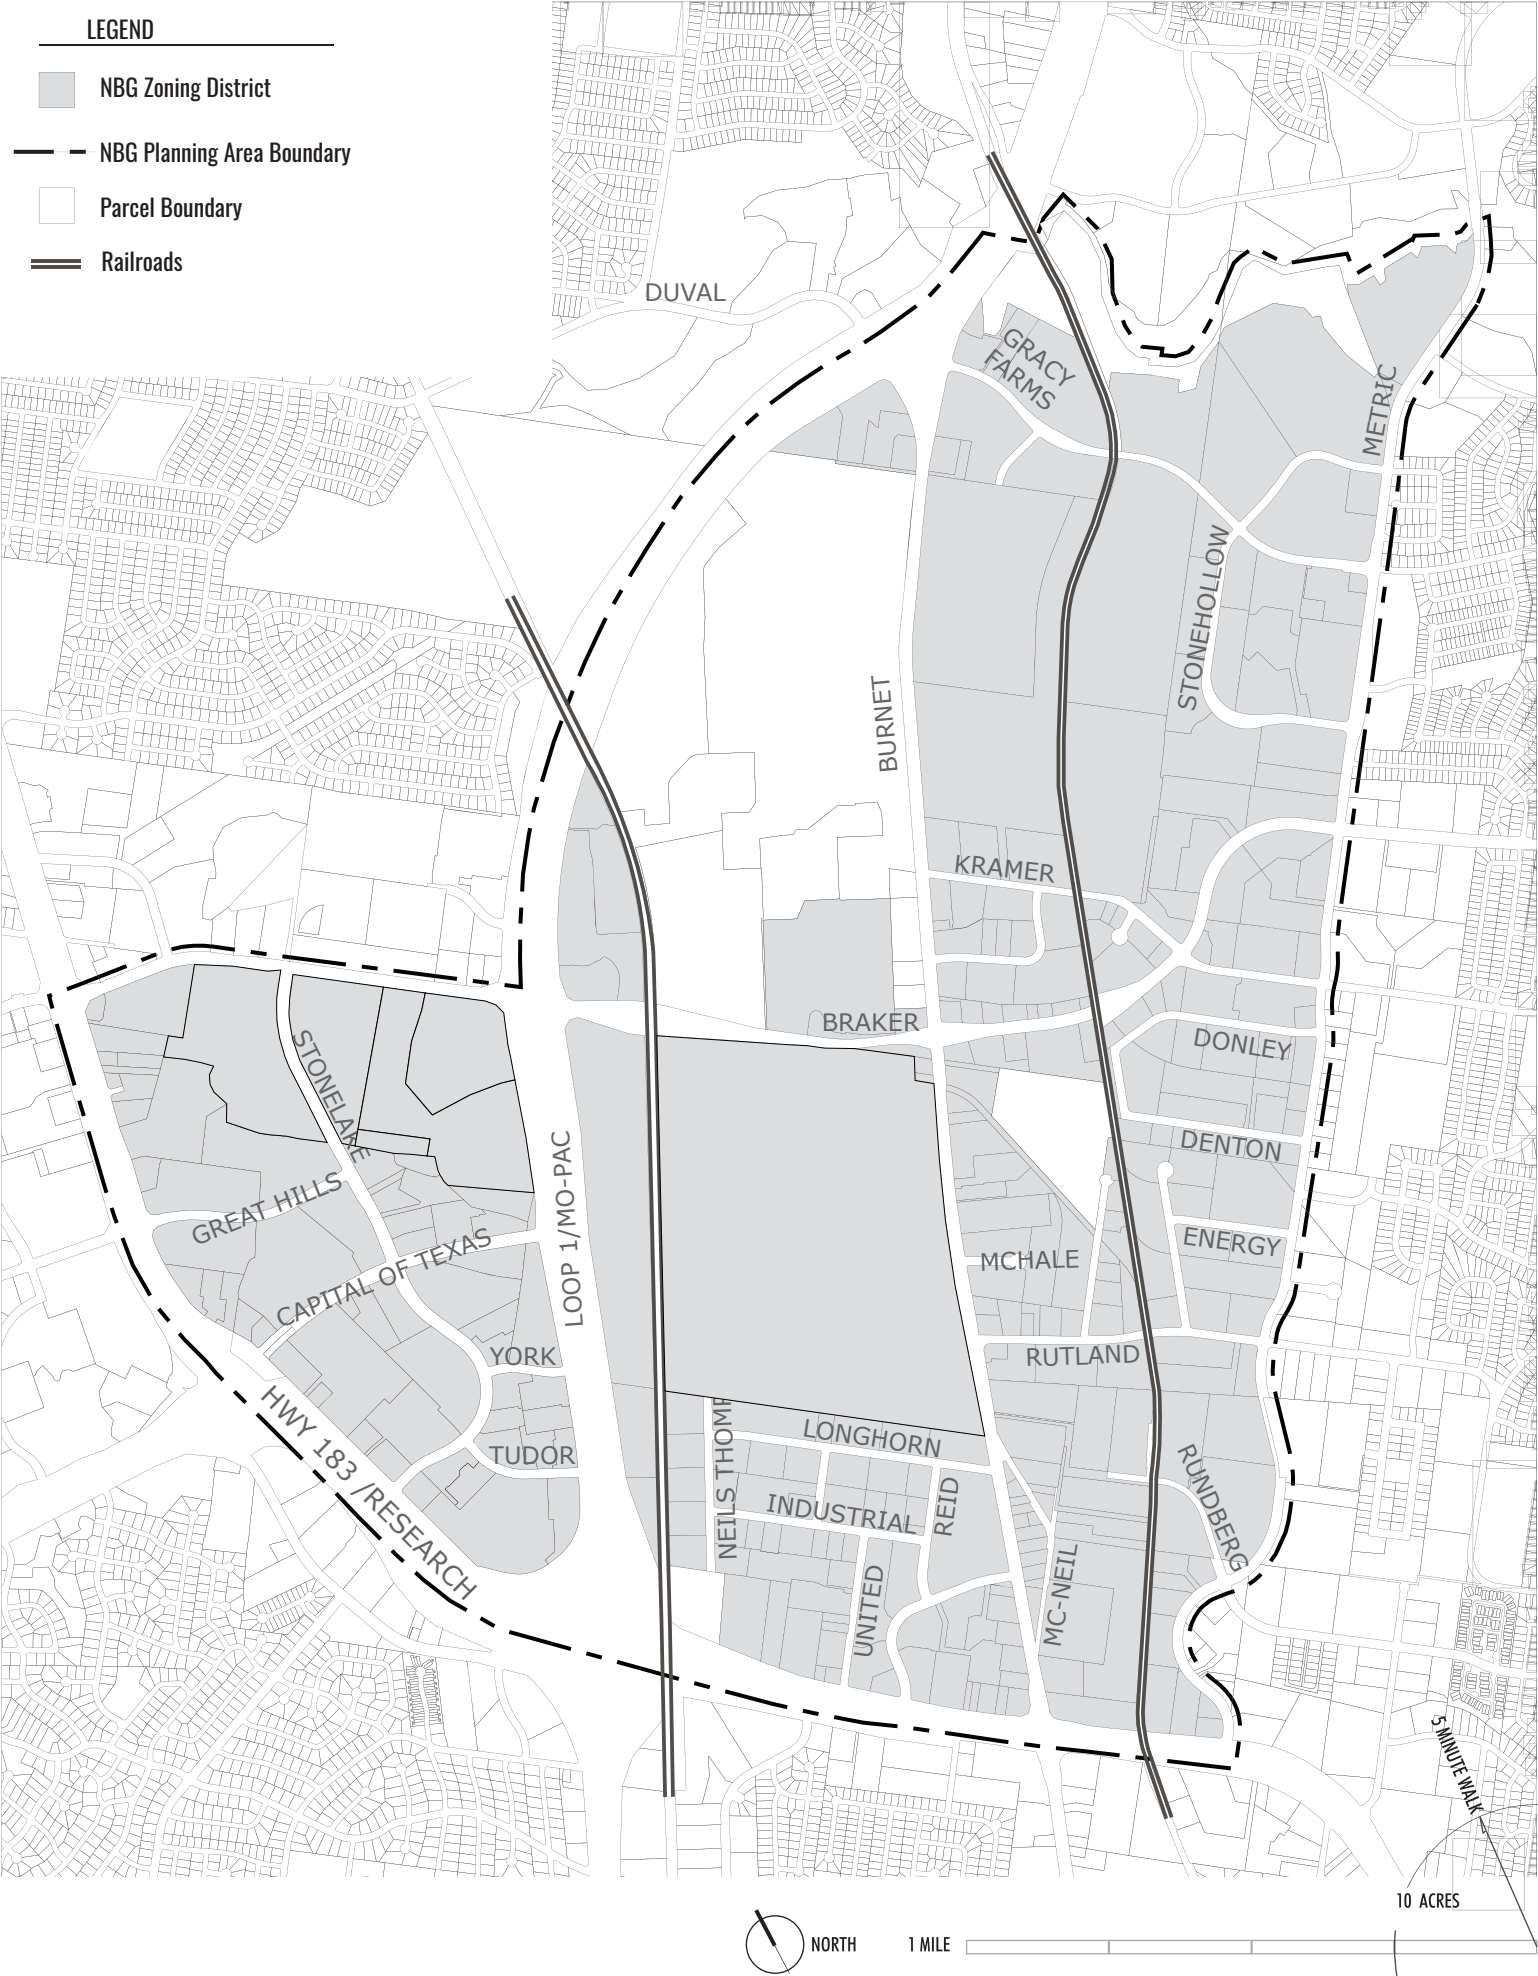 LEGEND
NBG Zoning District
NBG Planning Area Boundary
Parcel Boundary
Railroads
DUVAL
GRACY
FARMS
METRIC
STONEHOLLOW
BURNET
KRAMER
BRAKER
DONLEY
STONELAKE
DENTON
GREAT HILLS
LOOP 1/MO-PAC
CAPITAL OF TEXAS
MCHALE
ENERGY
YORK
RUTLAND
HWY 183 /RESEARCH
TUDOR
NEILS THOMP
LONGHORN
INDUSTRIAL
REID
RUNDBERG
UNITED
MC-NEIL
5 MINUTE WALK
10 ACRES
NORTH
1 MILE